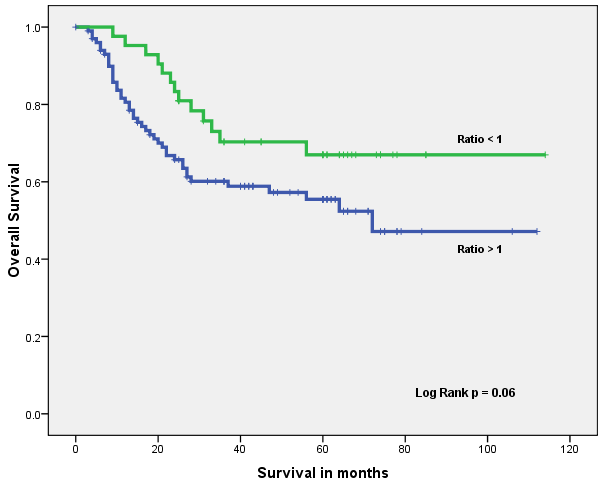 1.0
0.8
0.6
0.4
0.2
0.0
Overall Survival
Ratio < 1
Ratio > 1
Log Rank p = 0.06
0 20 40 60 80 100 120
Survival in months